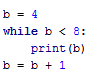 b = 4
while b < 8:
    print(b)
b = b + 1